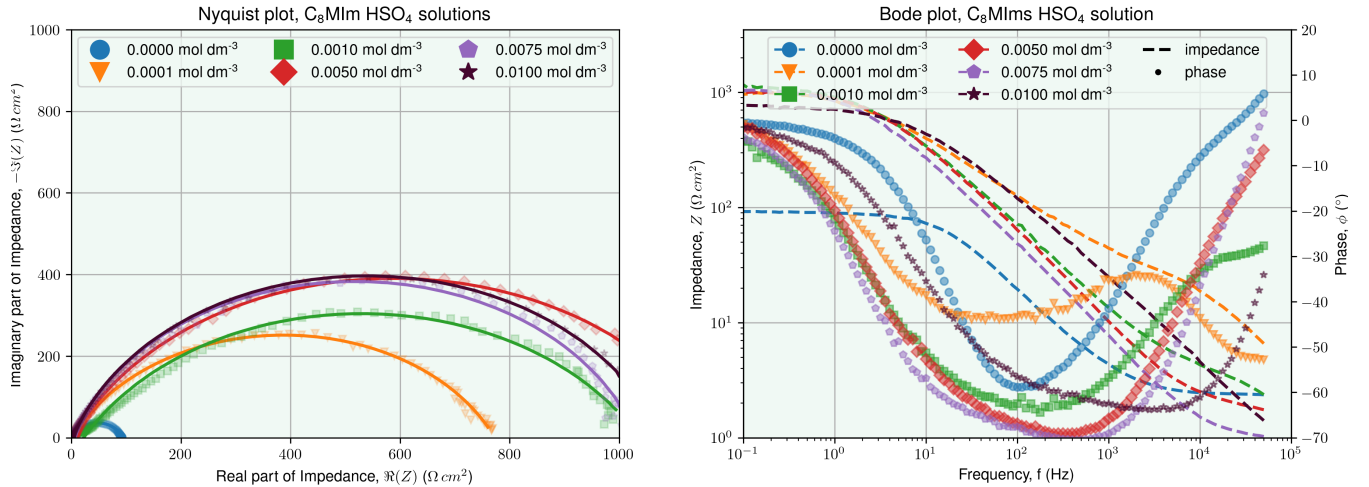 Nyquist plot, C₈MIm HSO₄ solutions
1000
800
600
400
200
0
0 200 400 600 800 1000
Imaginary part of Impedance, −ℑ(Z) (Ω cm²)
Real part of Impedance, ℜ(Z) (Ω cm²)
0.0000 mol dm⁻³ 0.0010 mol dm⁻³ 0.0075 mol dm⁻³
0.0001 mol dm⁻³ 0.0050 mol dm⁻³ 0.0100 mol dm⁻³
Bode plot, C₈MIms HSO₄ solution
0.0000 mol dm⁻³ 0.0050 mol dm⁻³ impedance
0.0001 mol dm⁻³ 0.0075 mol dm⁻³ phase
0.0010 mol dm⁻³ 0.0100 mol dm⁻³
10³
10²
10¹
10⁰
Impedance, Z (Ω cm²)
10⁻¹ 10⁰ 10¹ 10² 10³ 10⁴ 10⁵
Frequency, f (Hz)
20
10
0
−10
−20
−30
−40
−50
−60
−70
Phase, ϕ (°)